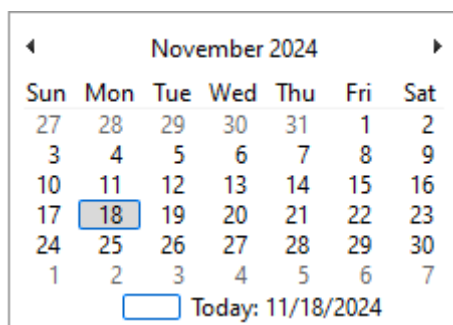 November 2024
Sun Mon Tue Wed Thu Fri Sat
27 28 29 30 31 1 2
3 4 5 6 7 8 9
10 11 12 13 14 15 16
17 18 19 20 21 22 23
24 25 26 27 28 29 30
1 2 3 4 5 6 7
Today: 11/18/2024